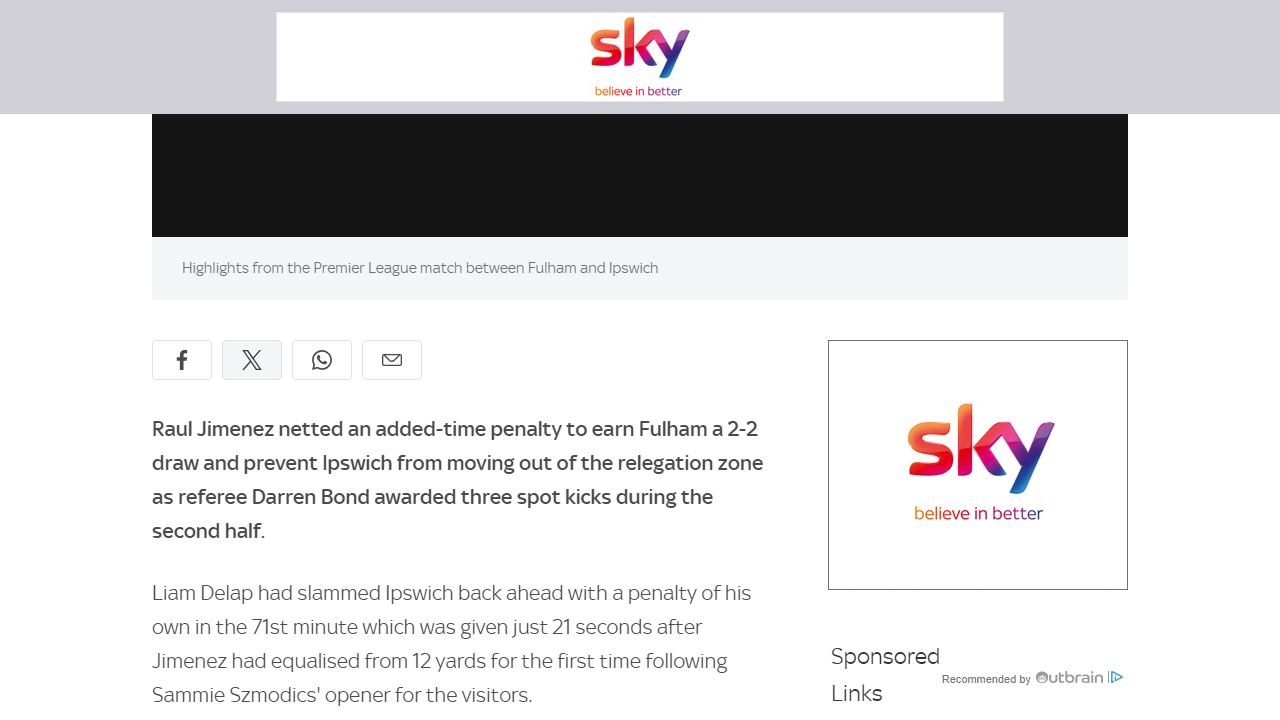 sky
believe in better
Highlights from the Premier League match between Fulham and Ipswich
Raul Jimenez netted an added-time penalty to earn Fulham a 2-2
draw and prevent Ipswich from moving out of the relegation zone
as referee Darren Bond awarded three spot kicks during the
second half.
Liam Delap had slammed Ipswich back ahead with a penalty of his
own in the 71st minute which was given just 21 seconds after
Jimenez had equalised from 12 yards for the first time following
Sammie Szmodics' opener for the visitors.
sky
believe in better
Sponsored
Links
Recommended by Outbrain